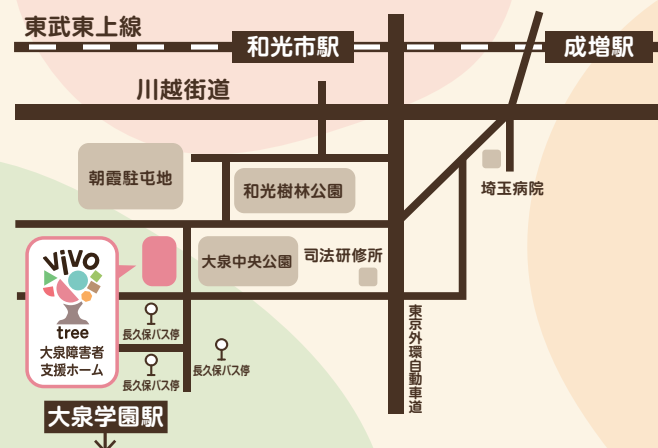 東武東上線
和光市駅
成増駅
川越街道
朝霞駐屯地
和光樹林公園
埼玉病院
大泉中央公園
司法研修所
vivo
tree
大泉障害者
支援ホーム
長久保バス停
長久保バス停
長久保バス停
東京外環自動車道
大泉学園駅